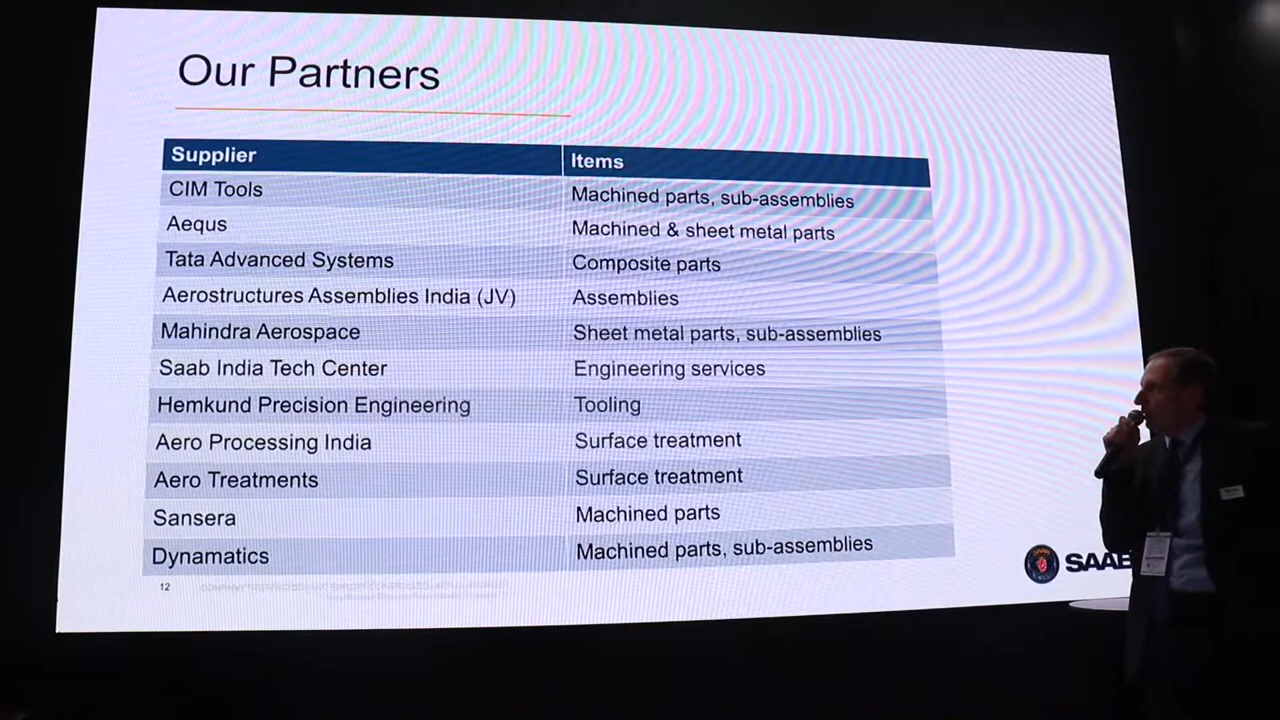 Our Partners
Supplier Items
CIM Tools Machined parts, sub-assemblies
Aequs Machined & sheet metal parts
Tata Advanced Systems Composite parts
Aerostructures Assemblies India (JV) Assemblies
Mahindra Aerospace Sheet metal parts, sub-assemblies
Saab India Tech Center Engineering services
Hemkund Precision Engineering Tooling
Aero Processing India Surface treatment
Aero Treatments Surface treatment
Sansera Machined parts
Dynamatics Machined parts, sub-assemblies
12
SAAB